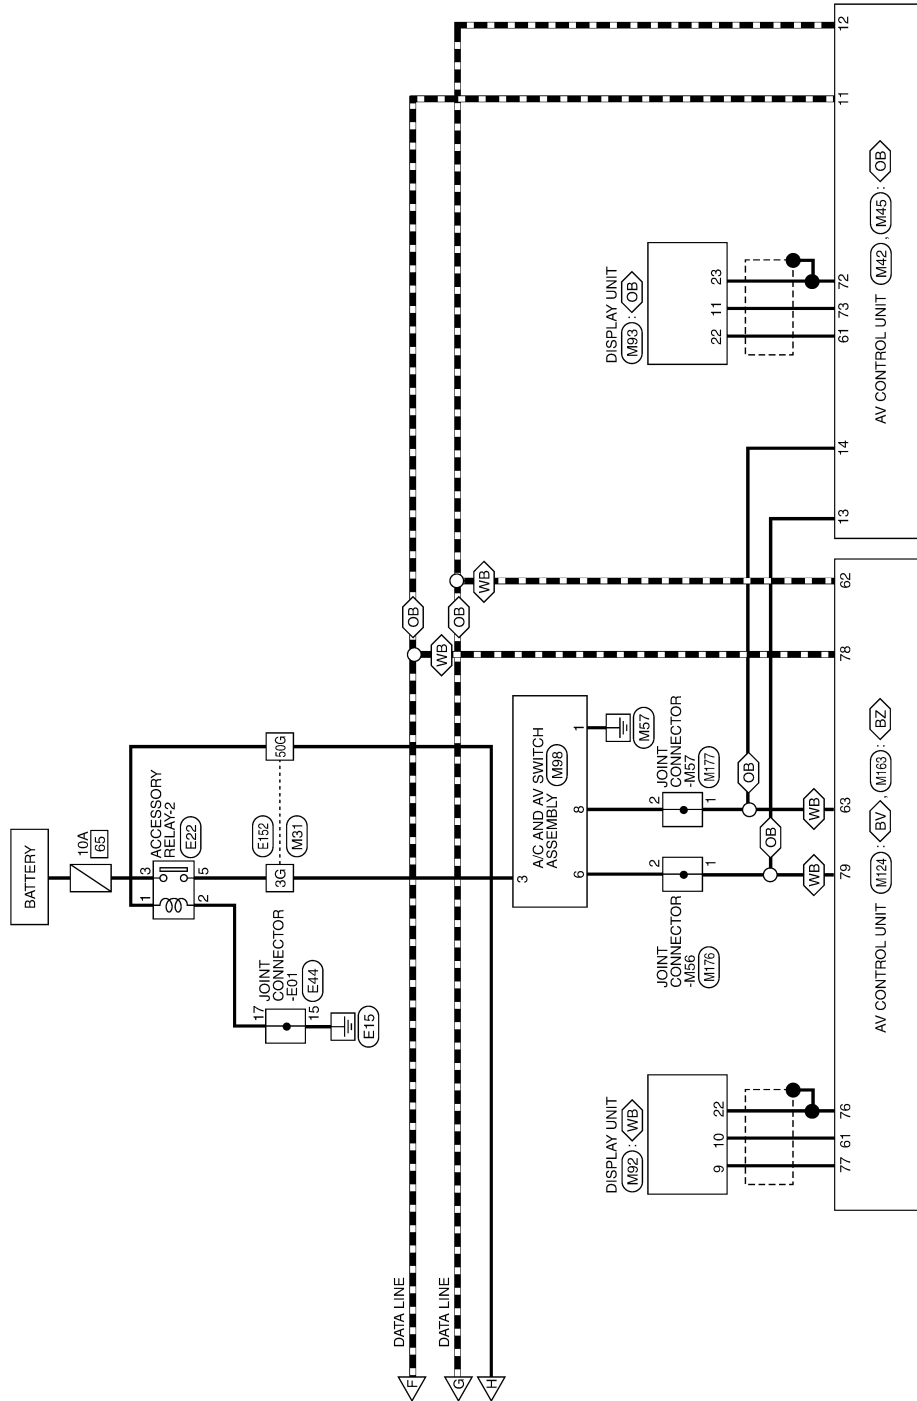 BATTERY
10A
65
ACCESSORY
RELAY-2
E22
1
3
2
5
17
JOINT
CONNECTOR
-E01
E44
15
E15
3G
E152
M31
50G
DATA LINE
F
DATA LINE
G
H
OB
OB
WB
WB
3
A/C AND AV SWITCH
ASSEMBLY
M98
6
8
1
M57
JOINT
CONNECTOR
-M56
M176
2
1
JOINT
CONNECTOR
-M57
M177
2
1
OB
OB
WB
WB
DISPLAY UNIT
M92 : WB
9
10
22
77
61
76
79
63
78
62
AV CONTROL UNIT M124 : BV , M163 : BZ
DISPLAY UNIT
M93 : OB
22
11
23
13
14
61
73
72
11
12
AV CONTROL UNIT M42 , M45 : OB